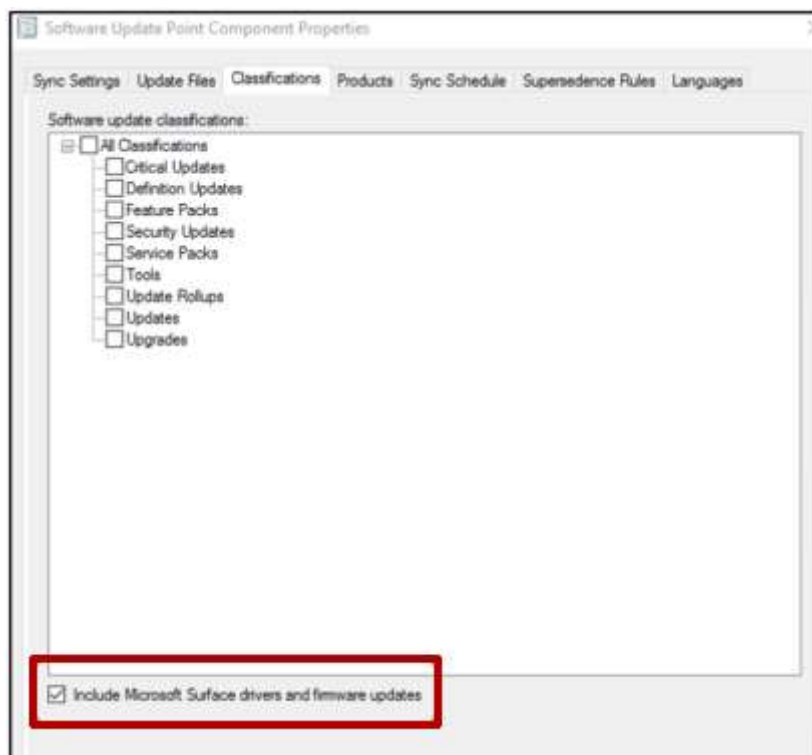 Software Update Point Component Properties
Sync Settings Update Files Classifications Products Sync Schedule Supersedence Rules Languages
Software update classifications:
All Classifications
Critical Updates
Definition Updates
Feature Packs
Security Updates
Service Packs
Tools
Update Rollups
Updates
Upgrades
Include Microsoft Surface drivers and firmware updates